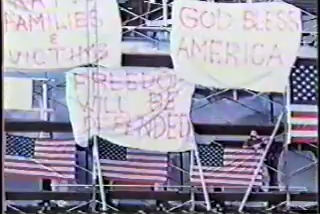 FAMILIES
&
VICTIMS
GOD BLESS
AMERICA
FREEDOM
WILL BE
DEFENDED